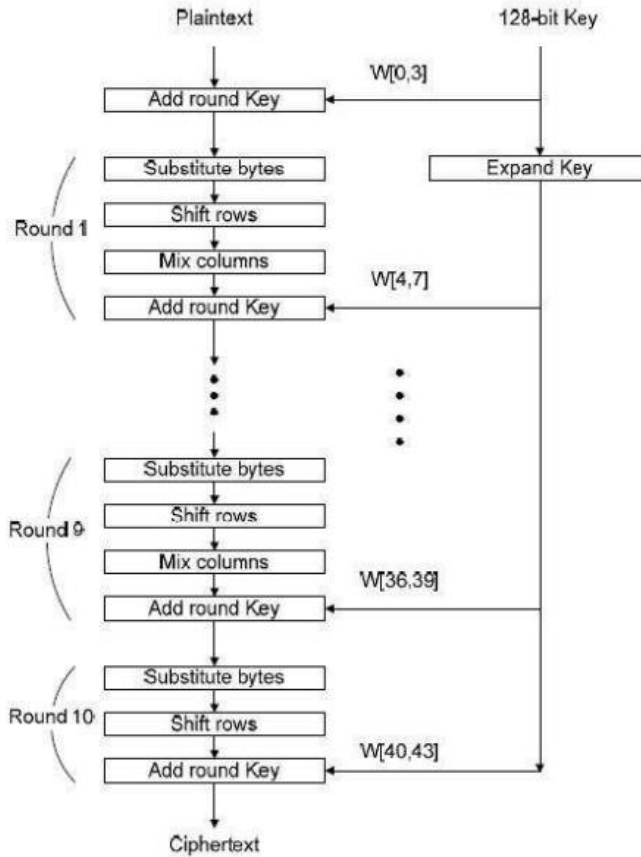 Plaintext
128-bit Key
W[0,3]
Add round Key
Substitute bytes
Expand Key
Shift rows
Round 1
Mix columns
W[4,7]
Add round Key
Substitute bytes
Shift rows
Round 9
Mix columns
W[36,39]
Add round Key
Substitute bytes
Shift rows
Round 10
W[40,43]
Add round Key
Ciphertext